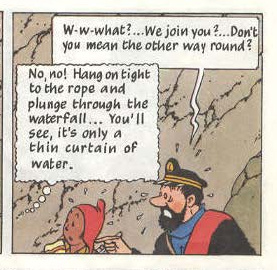 W-w-what?...We join you?...Don't
you mean the other way round?
No, no! Hang on tight
to the rope and
plunge through the
waterfall... You'll
see, it's only a
thin curtain of
water.